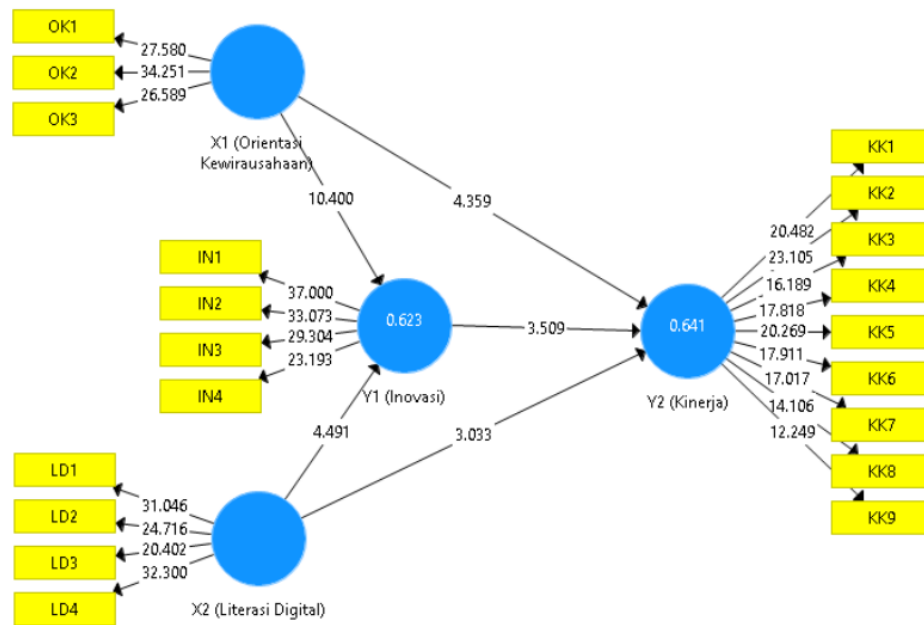 OK1
27.580
OK2
34.251
OK3
26.589
X1 (Orientasi
Kewirausahaan)
10.400
4.359
IN1
37.000
IN2
33.073
IN3
29.304
IN4
23.193
0.623
Y1 (Inovasi)
3.509
0.641
Y2 (Kinerja)
KK1
20.482
KK2
23.105
KK3
16.189
KK4
17.818
KK5
20.269
KK6
17.911
17.017
KK7
14.106
KK8
12.249
KK9
4.491
3.033
LD1
31.046
LD2
24.716
LD3
20.402
LD4
32.300
X2 (Literasi Digital)